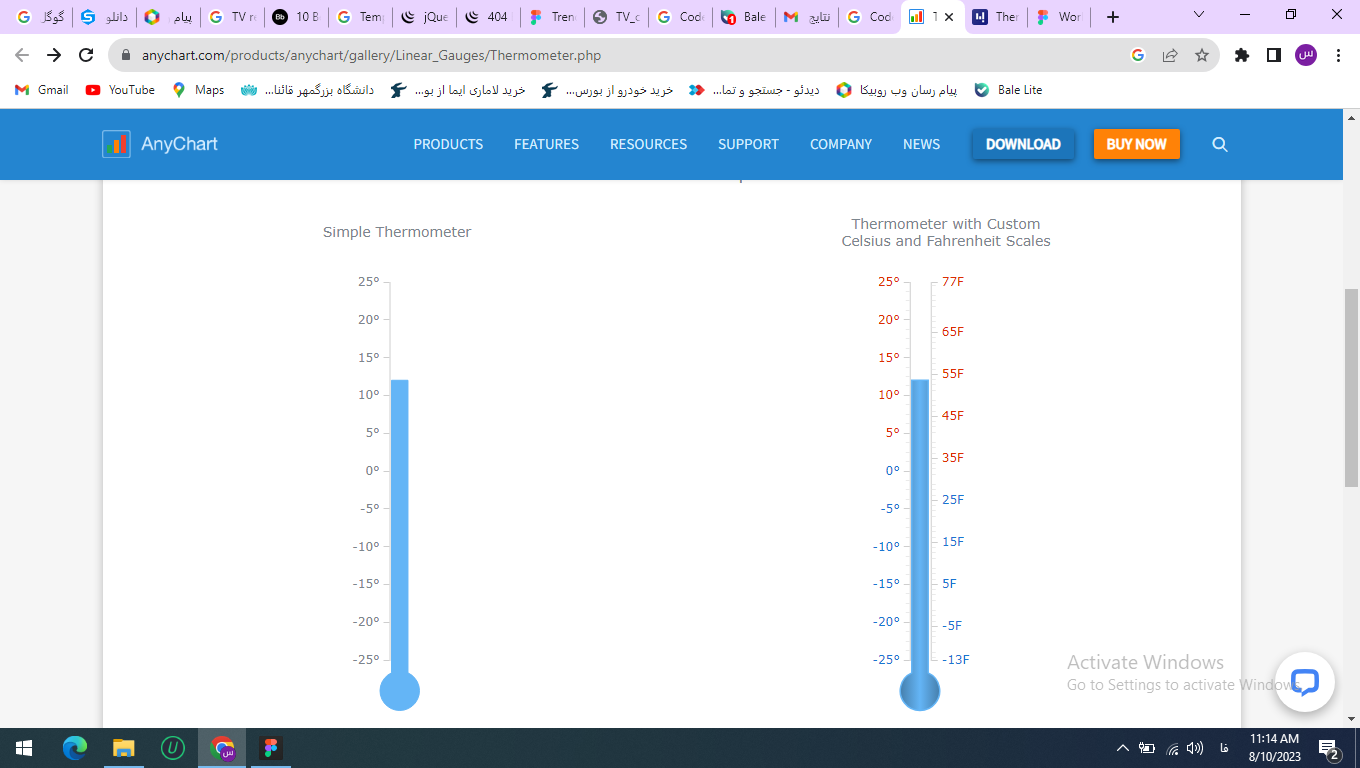 گوگل
دانلو
پیام
TV r
10 B
Temp
jQue
404
Tren
TV_c
Code
Bale
نتایج
Cod
T
Ther
Wor
anychart.com/products/anychart/gallery/Linear_Gauges/Thermometer.php
س
Gmail
YouTube
Maps
دانشگاه بزرگمهر قائنا...
خرید لاماری ایما از بو...
خرید خودرو از بورس...
دیدئو - جستجو و تما...
پیام رسان وب روبیکا
Bale Lite
AnyChart
PRODUCTS FEATURES RESOURCES SUPPORT COMPANY NEWS DOWNLOAD BUY NOW
Simple Thermometer
25°
20°
15°
10°
5°
0°
-5°
-10°
-15°
-20°
-25°
Thermometer with Custom
Celsius and Fahrenheit Scales
25° 77F
20°
65F
15°
55F
10°
45F
5°
35F
0°
25F
-5°
15F
-10°
5F
-15°
-20°
-5F
-25° -13F
Activate Windows
Go to Settings to activate Windows.
فا
11:14 AM
8/10/2023
2